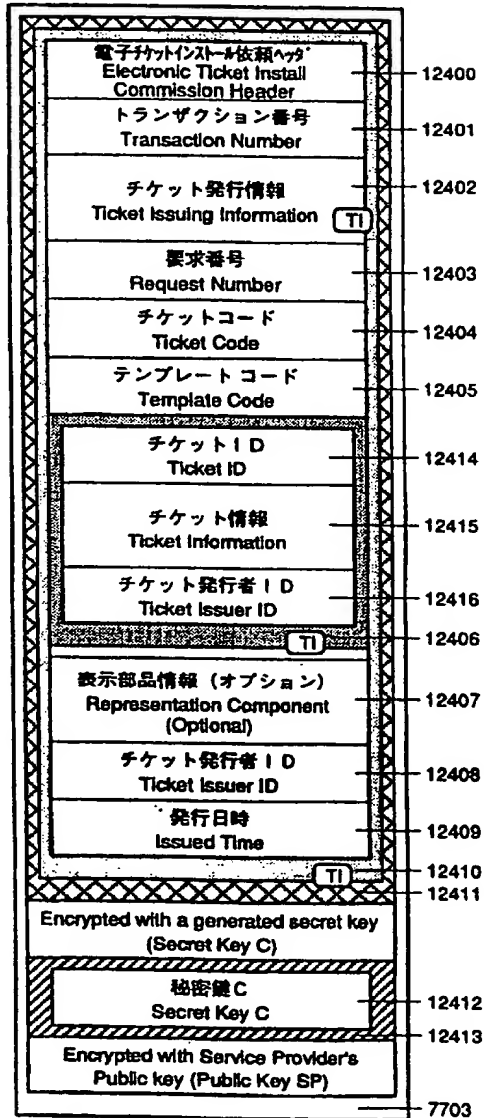 電子チケットインストール依頼ヘッダ
Electronic Ticket Install
Commission Header
12400
トランザクション番号
Transaction Number
12401
チケット発行情報
Ticket Issuing Information
TI
12402
要求番号
Request Number
12403
チケットコード
Ticket Code
12404
テンプレート コード
Template Code
12405
チケットID
Ticket ID
12414
チケット情報
Ticket Information
12415
チケット発行者ID
Ticket Issuer ID
12416
TI
12406
表示部品情報（オプション）
Representation Component
(Optional)
12407
チケット発行者ID
Ticket Issuer ID
12408
発行日時
Issued Time
12409
TI
12410
12411
Encrypted with a generated secret key
(Secret Key C)
秘密鍵C
Secret Key C
12412
12413
Encrypted with Service Provider's
Public key (Public Key SP)
7703